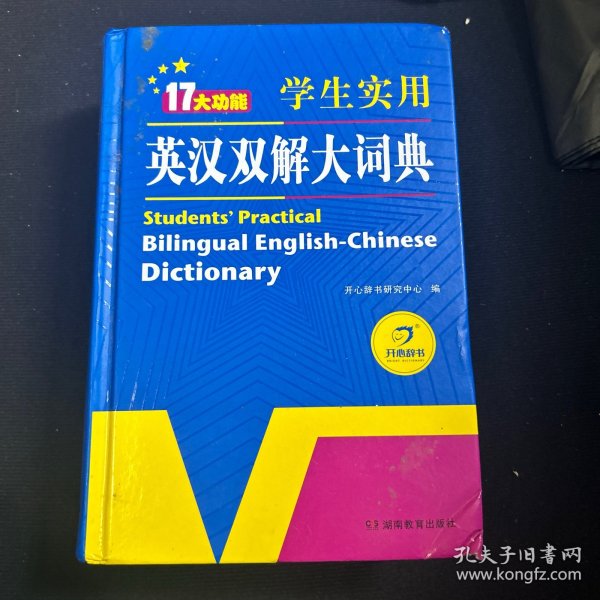 17大功能
学生实用
英汉双解大词典
Students' Practical
Bilingual English-Chinese
Dictionary
开心辞书研究中心 编
开心辞书
湖南教育出版社
孔夫子旧书网
www.kongfz.com